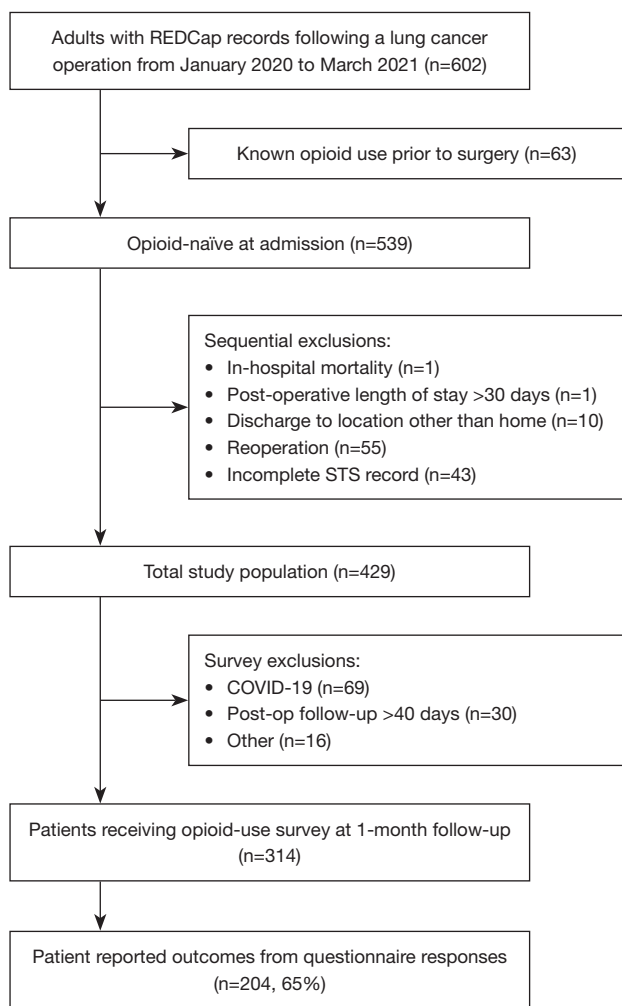 Adults with REDCap records following a lung cancer
operation from January 2020 to March 2021 (n=602)
Known opioid use prior to surgery (n=63)
Opioid-naïve at admission (n=539)
Sequential exclusions:
• In-hospital mortality (n=1)
• Post-operative length of stay >30 days (n=1)
• Discharge to location other than home (n=10)
• Reoperation (n=55)
• Incomplete STS record (n=43)
Total study population (n=429)
Survey exclusions:
• COVID-19 (n=69)
• Post-op follow-up >40 days (n=30)
• Other (n=16)
Patients receiving opioid-use survey at 1-month follow-up
(n=314)
Patient reported outcomes from questionnaire responses
(n=204, 65%)